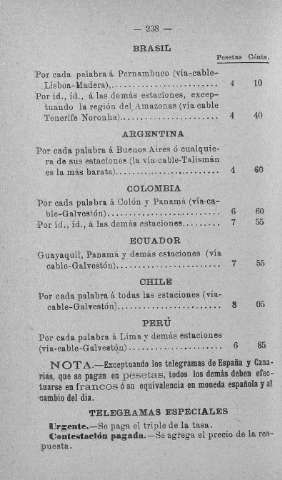 — 238 —
BRASIL
Pesetas Cénts.
Por cada palabra á Pernambuco (vía-cable-
Lisboa-Madera),........................ 4 10
Por id., id., á las demás estaciones, excep-
tuando la región del Amazonas (vía cable
Tenerife Noronha)........................ 4 40
ARGENTINA
Por cada palabra á Buenos Aires ó cualquie-
ra de sus estaciones (la vía-cable-Talismán
es la más barata)........................ 4 60
COLOMBIA
Por cada palabra á Colón y Panamá (vía-ca-
ble-Galvestón)........................ 6 60
Por id., id., á las demás estaciones........ 7 55
ECUADOR
Guayaquil, Panamá y demás estaciones (vía
cable-Galvestón)........................ 7 55
CHILE
Por cada palabra á todas las estaciones (vía-
cable-Galvestón)........................ 8 05
PERÚ
Por cada palabra á Lima y demás estaciones
(vía-cable-Galvestón)........................ 6 85
NOTA.—Exceptuando los telegramas de España y Cana-
rias, que se pagan en pesetas, todos los demás deben efec-
tuarse en francos ó su equivalencia en moneda española y al
cambio del día.
TELEGRAMAS ESPECIALES
Urgente.—Se paga el triple de la tasa.
Contestación pagada.—Se agrega el precio de la res-
puesta.